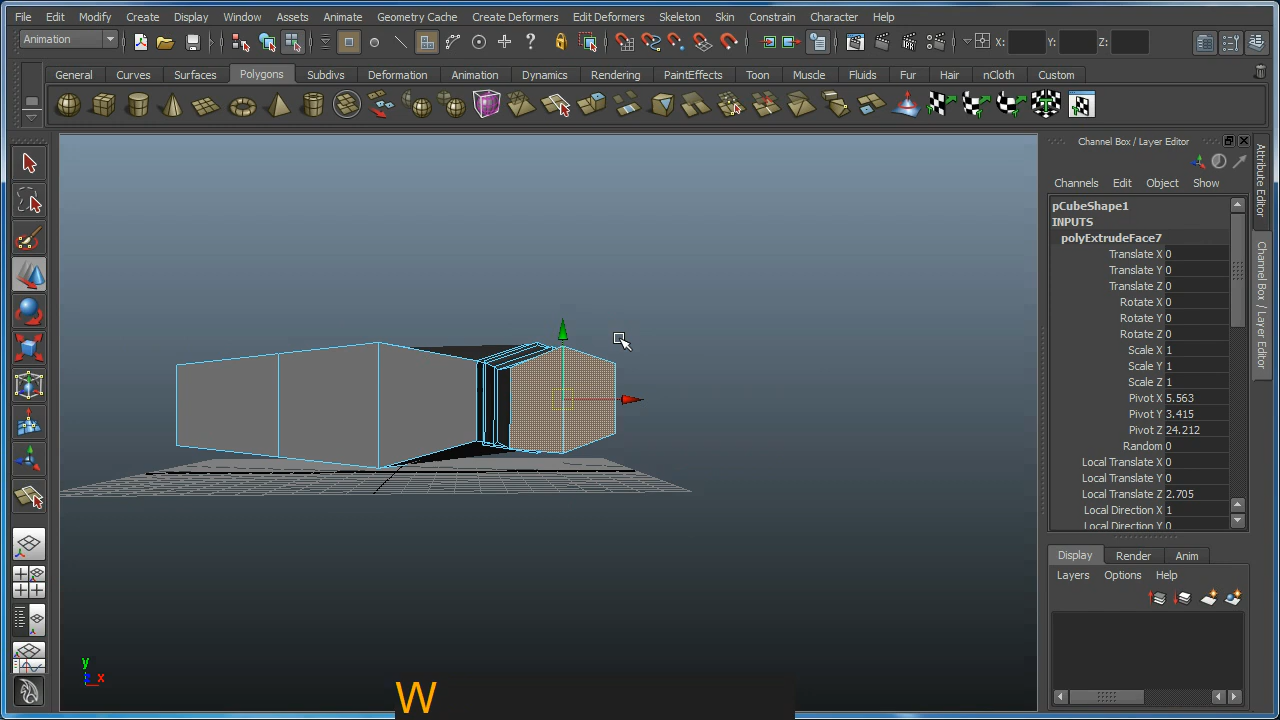 File Edit Modify Create Display Window Assets Animate Geometry Cache Create Deformers Edit Deformers Skeleton Skin Constrain Character Help
Animation X: Y: Z:
General Curves Surfaces Polygons Subdivs Deformation Animation Dynamics Rendering PaintEffects Toon Muscle Fluids Fur Hair nCloth Custom
Channel Box / Layer Editor
Channels Edit Object Show
pCubeShape1
INPUTS
polyExtrudeFace7
Translate X 0
Translate Y 0
Translate Z 0
Rotate X 0
Rotate Y 0
Rotate Z 0
Scale X 1
Scale Y 1
Scale Z 1
Pivot X 5.563
Pivot Y 3.415
Pivot Z 24.212
Random 0
Local Translate X 0
Local Translate Y 0
Local Translate Z 2.705
Local Direction X 1
Local Direction Y 0
Display Render Anim
Layers Options Help
Attribute Editor
Channel Box / Layer Editor
y
z x
W